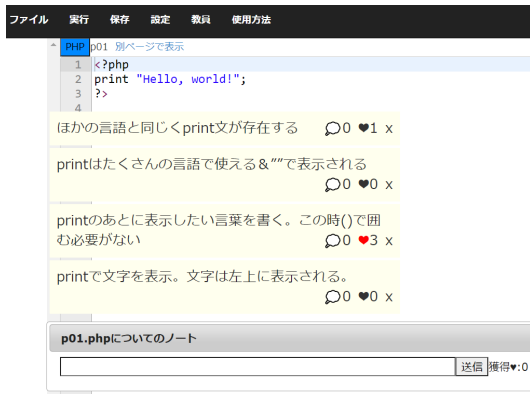 ファイル 実行 保存 設定 教員 使用方法
PHP p01 別ページで表示
1 <?php
2 print "Hello, world!";
3 ?>
4
ほかの言語と同じくprint文が存在する 0 ♥1 x
printはたくさんの言語で使える&””で表示される
0 ♥0 x
printのあとに表示したい言葉を書く。この時()で囲
む必要がない 0 ♥3 x
printで文字を表示。文字は左上に表示される。
0 ♥0 x
p01.phpについてのノート
送信 獲得♥:0